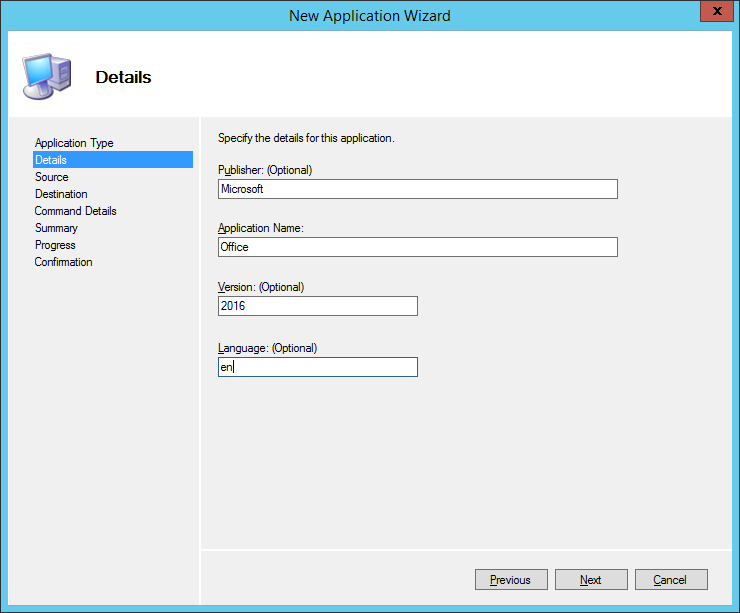 New Application Wizard
Details
Application Type
Details
Source
Destination
Command Details
Summary
Progress
Confirmation
Specify the details for this application.
Publisher: (Optional)
Microsoft
Application Name:
Office
Version: (Optional)
2016
Language: (Optional)
en
Previous
Next
Cancel